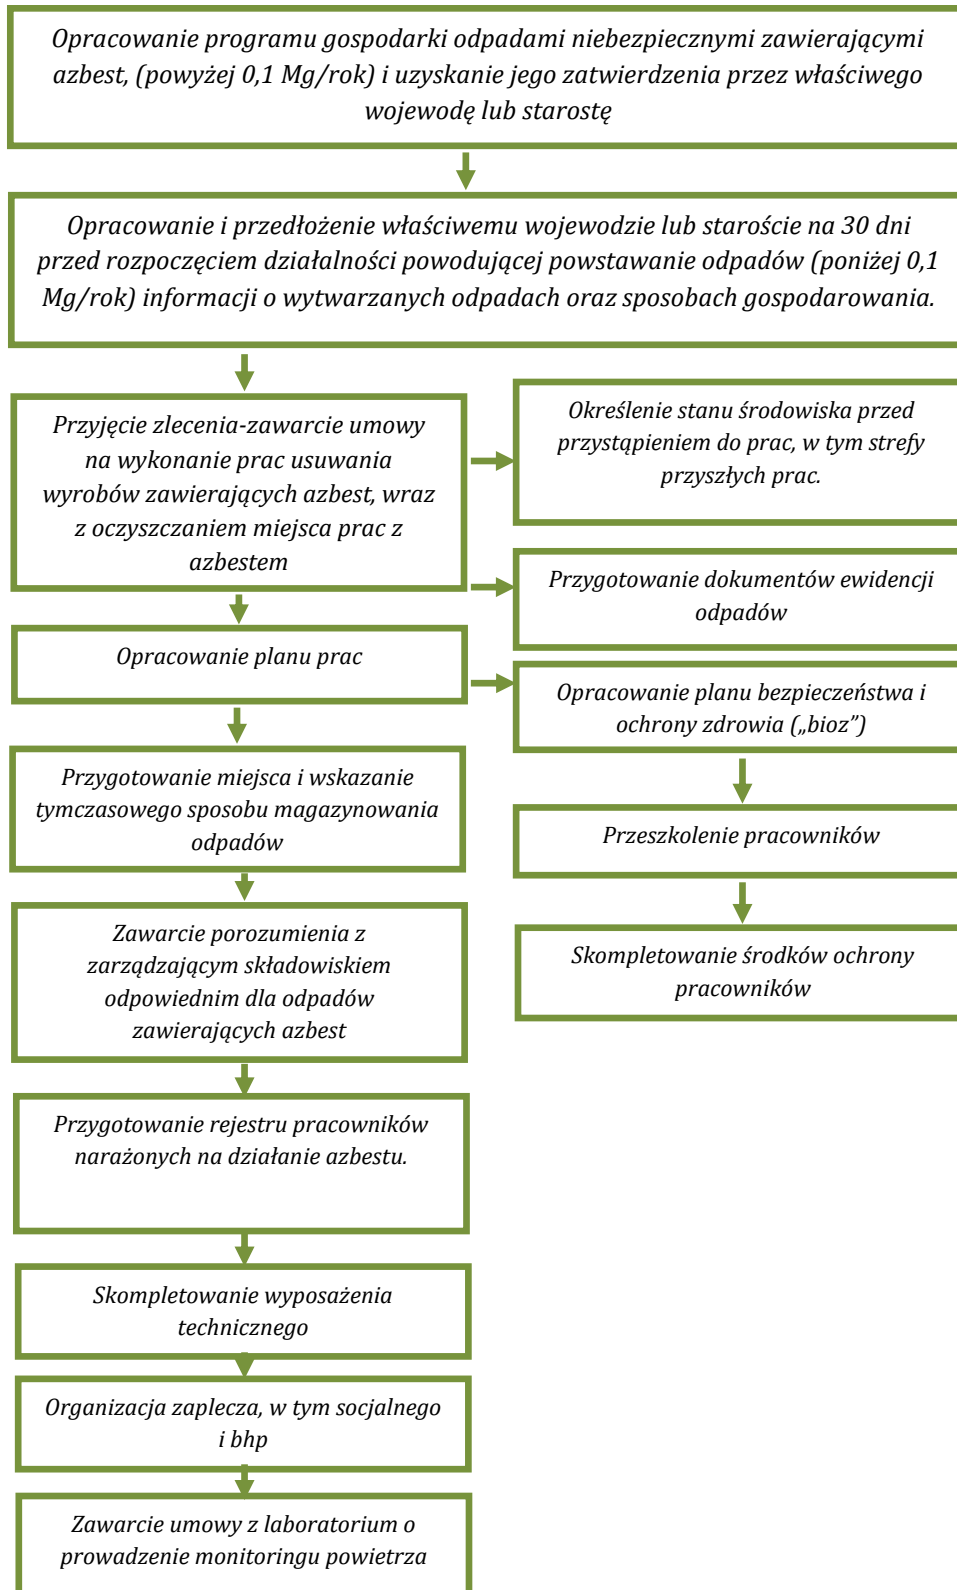 Opracowanie programu gospodarki odpadami niebezpiecznymi zawierającymi
azbest, (powyżej 0,1 Mg/rok) i uzyskanie jego zatwierdzenia przez właściwego
wojewodę lub starostę
Opracowanie i przedłożenie właściwemu wojewodzie lub staroście na 30 dni
przed rozpoczęciem działalności powodującej powstawanie odpadów (poniżej 0,1
Mg/rok) informacji o wytwarzanych odpadach oraz sposobach gospodarowania.
Przyjęcie zlecenia-zawarcie umowy
na wykonanie prac usuwania
wyrobów zawierających azbest, wraz
z oczyszczaniem miejsca prac z
azbestem
Określenie stanu środowiska przed
przystąpieniem do prac, w tym strefy
przyszłych prac.
Przygotowanie dokumentów ewidencji
odpadów
Opracowanie planu prac
Opracowanie planu bezpieczeństwa i
ochrony zdrowia („bioz”)
Przygotowanie miejsca i wskazanie
tymczasowego sposobu magazynowania
odpadów
Przeszkolenie pracowników
Zawarcie porozumienia z
zarządzającym składowiskiem
odpowiednim dla odpadów
zawierających azbest
Skompletowanie środków ochrony
pracowników
Przygotowanie rejestru pracowników
narażonych na działanie azbestu.
Skompletowanie wyposażenia
technicznego
Organizacja zaplecza, w tym socjalnego
i bhp
Zawarcie umowy z laboratorium o
prowadzenie monitoringu powietrza